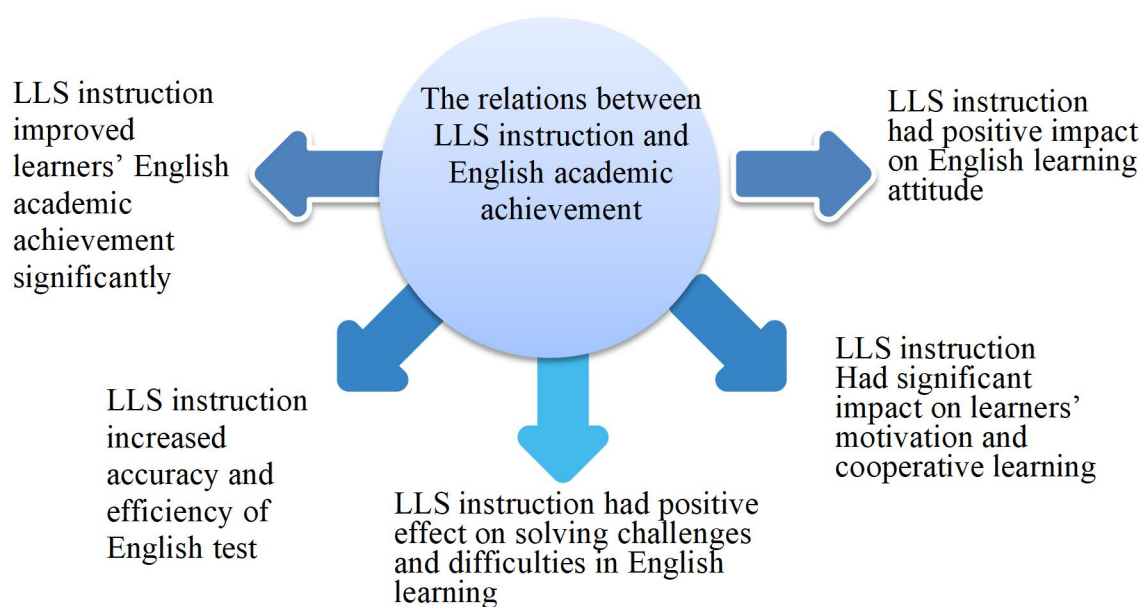 The relations between
LLS instruction and
English academic
achievement
LLS instruction
improved
learners’ English
academic
achievement
significantly
LLS instruction
increased
accuracy and
efficiency of
English test
LLS instruction had positive
effect on solving challenges
and difficulties in English
learning
LLS instruction
Had significant
impact on learners’
motivation and
cooperative learning
LLS instruction
had positive impact
on English learning
attitude